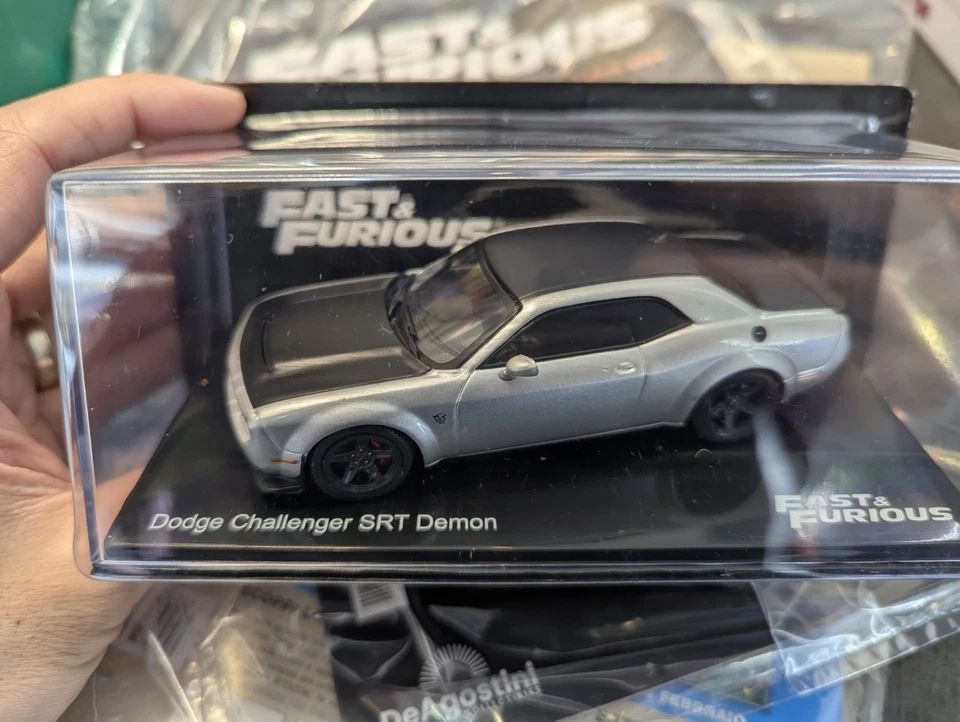 FAST &
FURIOUS
FAST &
FURIOUS
Dodge Challenger SRT Demon
FAST &
FURIOUS
DeAgostini
FEBBRAIO